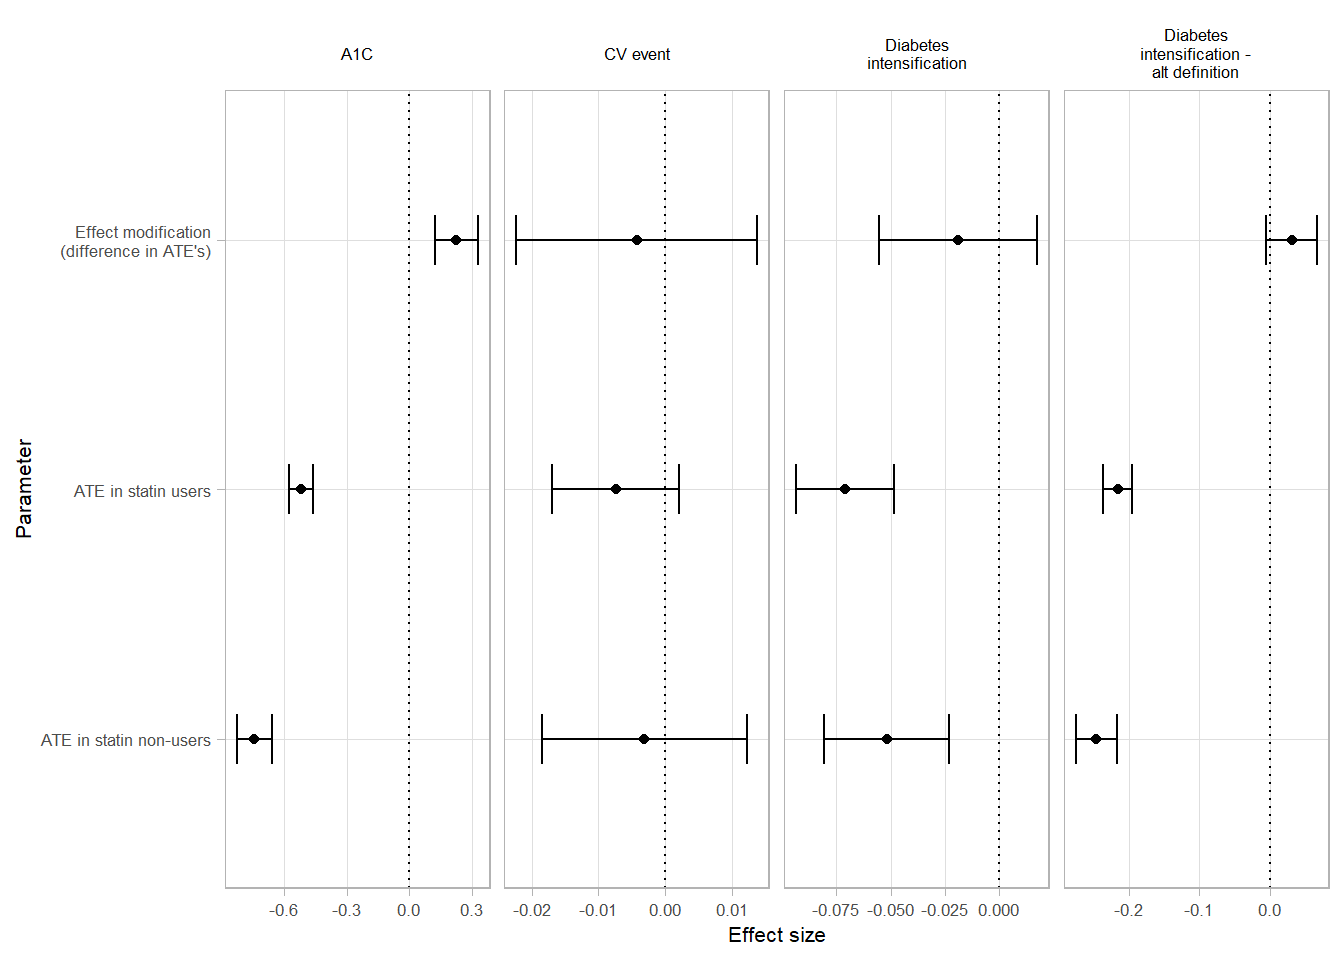 A1C
CV event
Diabetes
intensification
Diabetes
intensification -
alt definition
Effect modification
(difference in ATE's)
ATE in statin users
ATE in statin non-users
Parameter
-0.6 -0.3 0.0 0.3
-0.02 -0.01 0.00 0.01
-0.075 -0.050 -0.025 0.000
-0.2 -0.1 0.0
Effect size